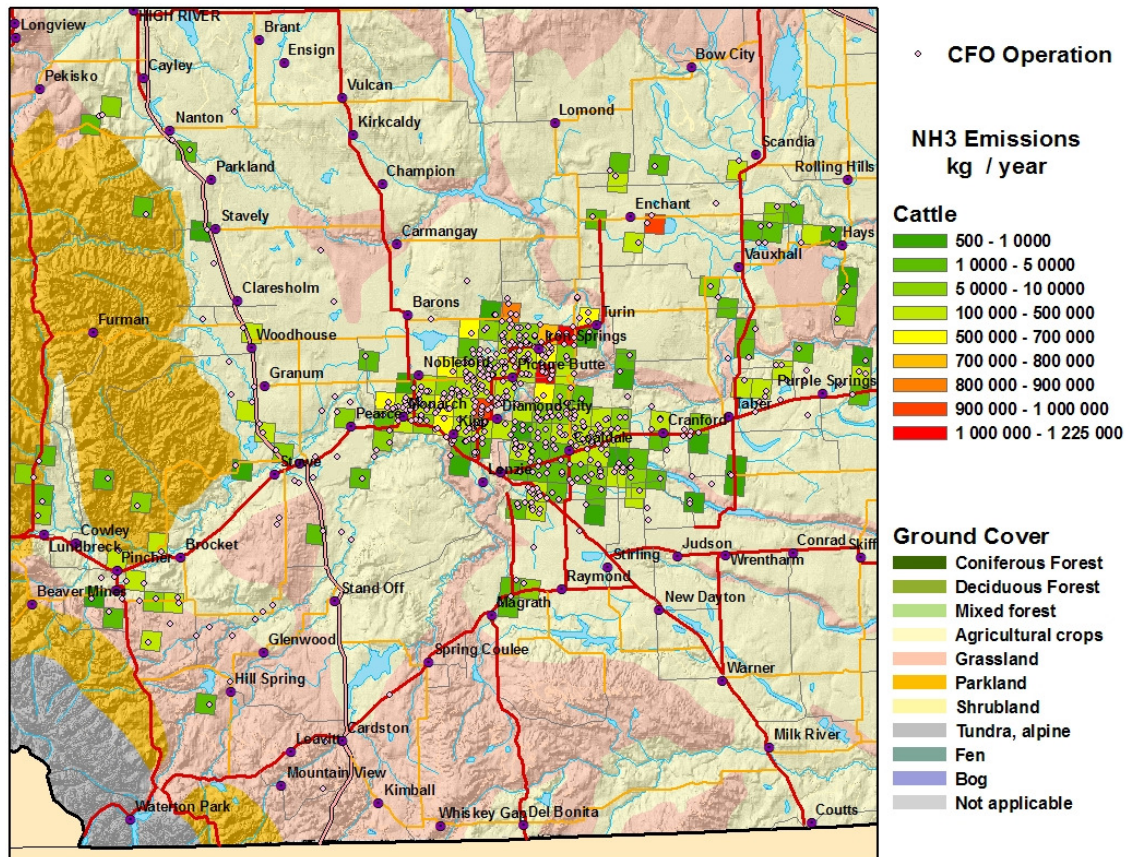 Longview
HIGH RIVER
Brant
Ensign
Bow City
Pekisko
Cayley
Vulcan
Lomond
Nanton
Kirkcaldy
Scandia
Rolling Hills
Parkland
Champion
Stavely
Enchant
Hays
Carmangay
Vauxhall
Claresholm
Barons
Turin
Furman
Woodhouse
Iron Springs
Nobleford
Picture Butte
Granum
Purple Springs
Monarch
Diamond City
Taber
Pearce
Kipp
Cranford
Coaldale
Stowe
Lenzie
Cowley
Lundbreck
Pincher
Brocket
Stirling
Judson
Conrad
Skiff
Wrentham
Beaver Mines
Stand Off
Raymond
Magrath
New Dayton
Glenwood
Spring Coulee
Warner
Hill Spring
Cardston
Leavitt
Milk River
Mountain View
Kimball
Waterton Park
Whiskey Gap
Del Bonita
Coutts
CFO Operation
NH3 Emissions
kg / year
Cattle
500 - 1 0000
1 0000 - 5 0000
5 0000 - 10 0000
100 000 - 500 000
500 000 - 700 000
700 000 - 800 000
800 000 - 900 000
900 000 - 1 000 000
1 000 000 - 1 225 000
Ground Cover
Coniferous Forest
Deciduous Forest
Mixed forest
Agricultural crops
Grassland
Parkland
Shrubland
Tundra, alpine
Fen
Bog
Not applicable